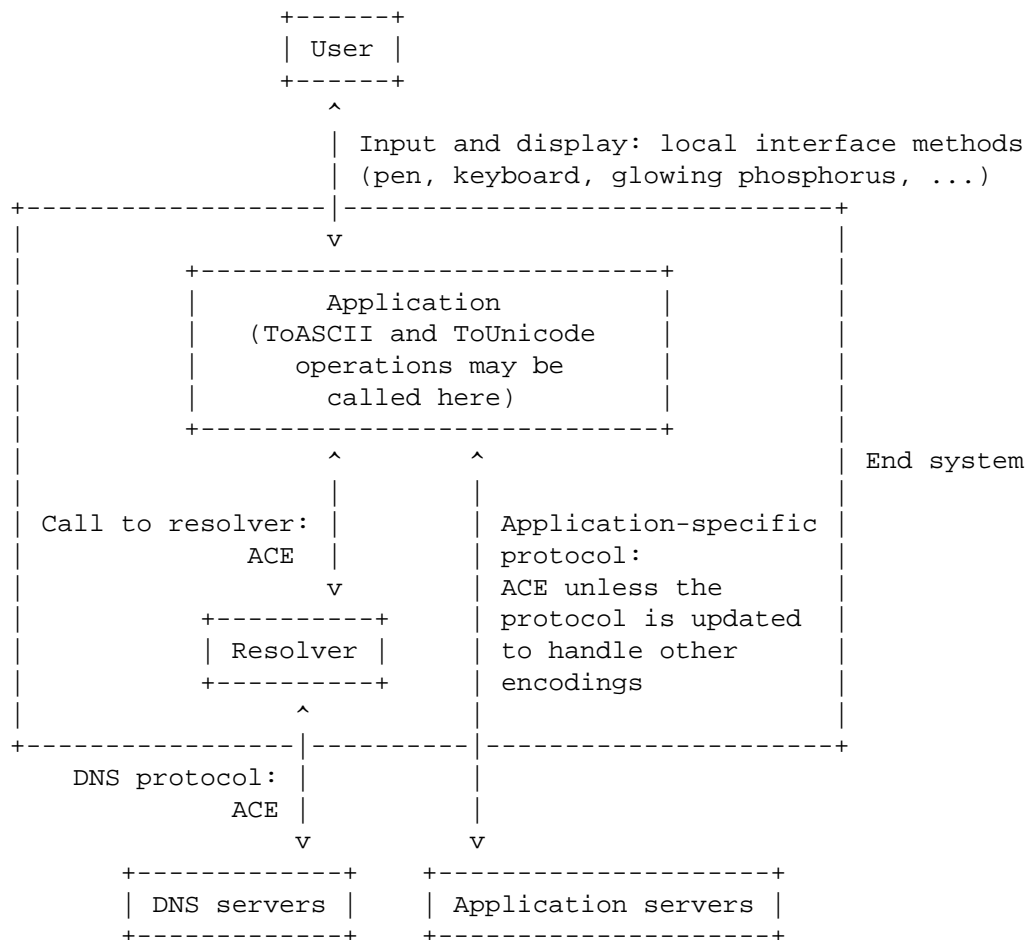 User
Input and display: local interface methods
(pen, keyboard, glowing phosphorus, ...)
Application
(ToASCII and ToUnicode
operations may be
called here)
End system
Call to resolver:
ACE
Application-specific
protocol:
ACE unless the
protocol is updated
to handle other
encodings
Resolver
DNS protocol:
ACE
DNS servers
Application servers